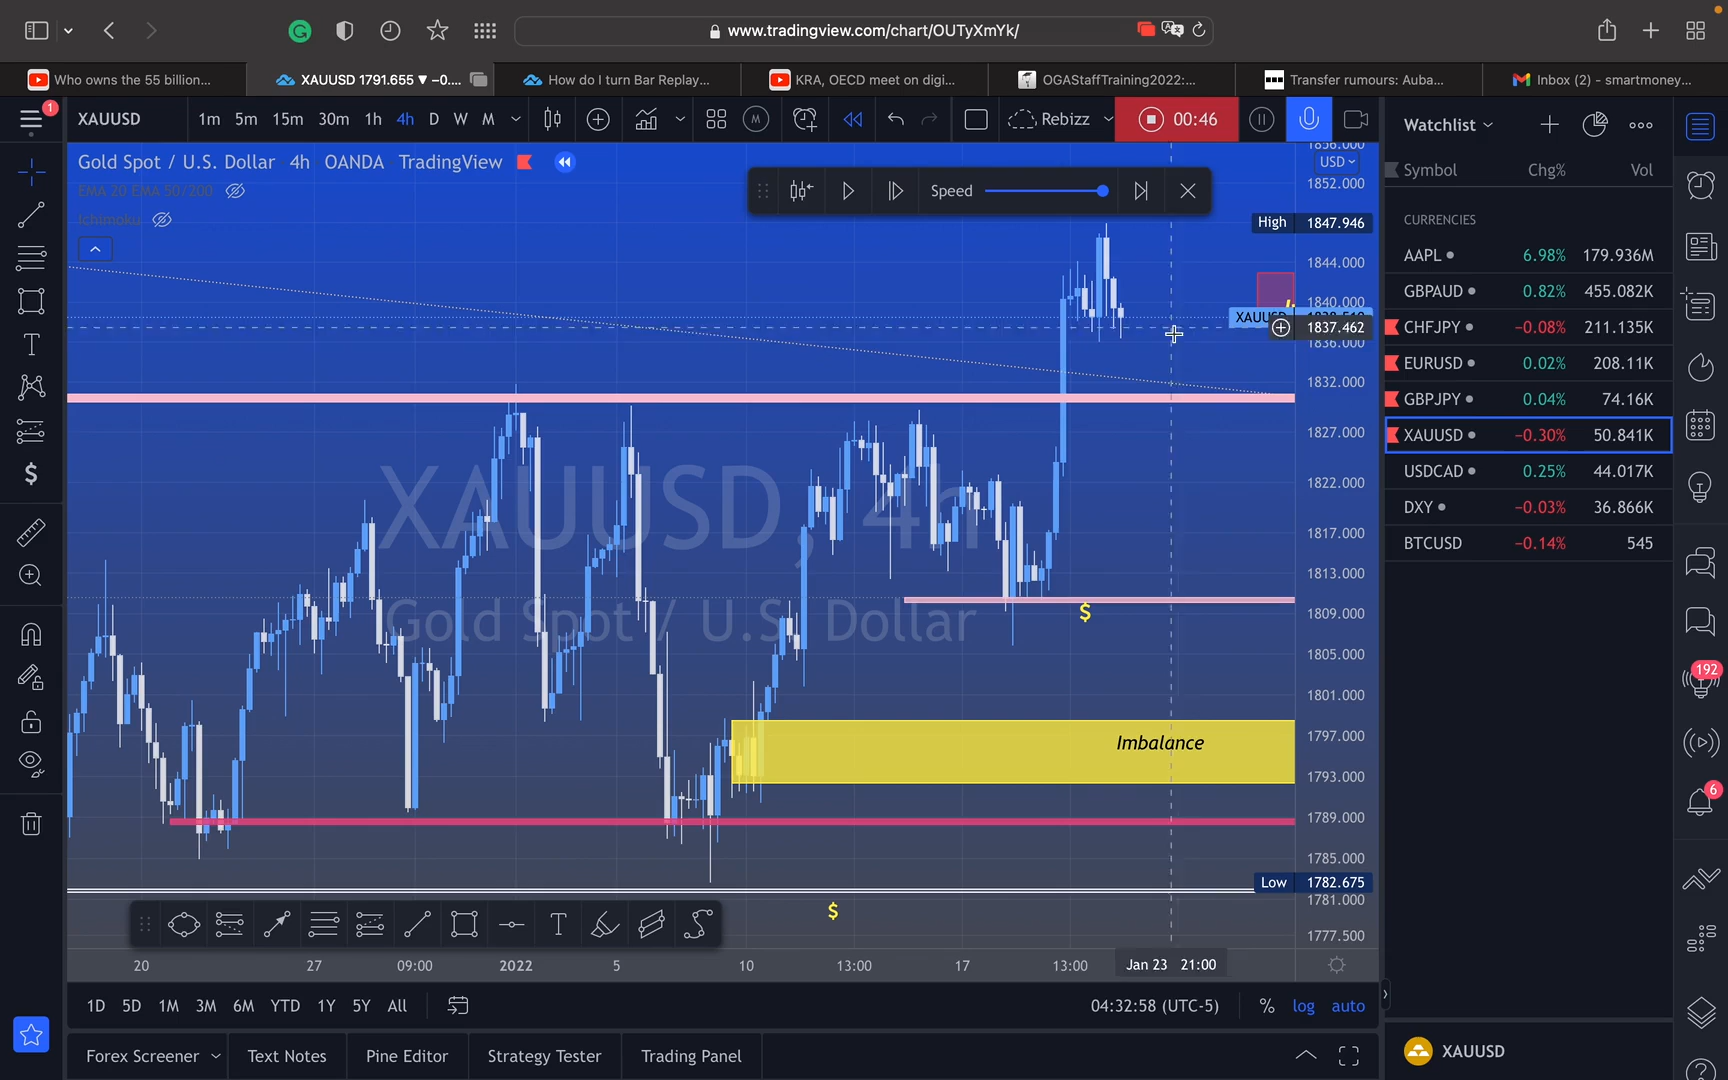 www.tradingview.com/chart/OUTyXmYk/
Who owns the 55 billion...
XAUUSD 1791.655 ▼ −0....
How do I turn Bar Replay...
KRA, OECD meet on digi...
OGAStaffTraining2022:...
Transfer rumours: Auba...
Inbox (2) - smartmoney...
1
XAUUSD
1m 5m 15m 30m 1h 4h D W M
M
Rebizz
00:46
Watchlist
Gold Spot / U.S. Dollar 4h OANDA TradingView
EMA 20 EMA 50/200
Ichimoku
Speed
USD
1856.000
1852.000
High 1847.946
1844.000
1840.000
XAUUSD
1837.462
1836.000
1832.000
1827.000
1822.000
1817.000
1813.000
1809.000
1805.000
1801.000
1797.000
1793.000
1789.000
1785.000
Low 1782.675
1781.000
1777.500
XAUUSD, 4h
Gold Spot / U.S. Dollar
$
Imbalance
$
20 27 09:00 2022 5 10 13:00 17 13:00 Jan 23 21:00
1D 5D 1M 3M 6M YTD 1Y 5Y All
04:32:58 (UTC-5) % log auto
Forex Screener Text Notes Pine Editor Strategy Tester Trading Panel
Symbol Chg% Vol
CURRENCIES
AAPL 6.98% 179.936M
GBPAUD 0.82% 455.082K
CHFJPY −0.08% 211.135K
EURUSD 0.02% 208.11K
GBPJPY 0.04% 74.16K
XAUUSD −0.30% 50.841K
USDCAD 0.25% 44.017K
DXY −0.03% 36.866K
BTCUSD −0.14% 545
192
6
XAUUSD